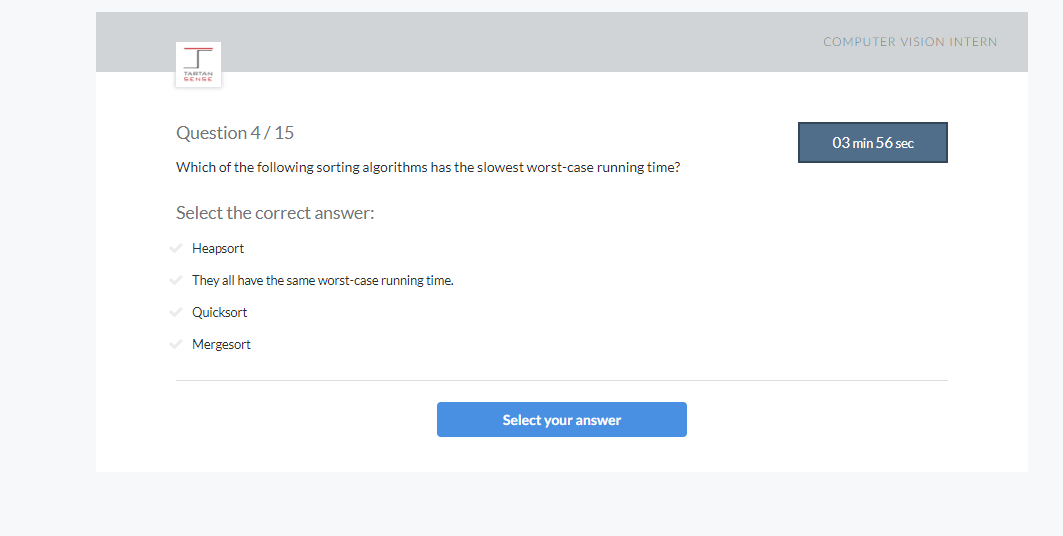 COMPUTER VISION INTERN
TARTAN
SENSE
Question 4 / 15
03 min 56 sec
Which of the following sorting algorithms has the slowest worst-case running time?
Select the correct answer:
Heapsort
They all have the same worst-case running time.
Quicksort
Mergesort
Select your answer